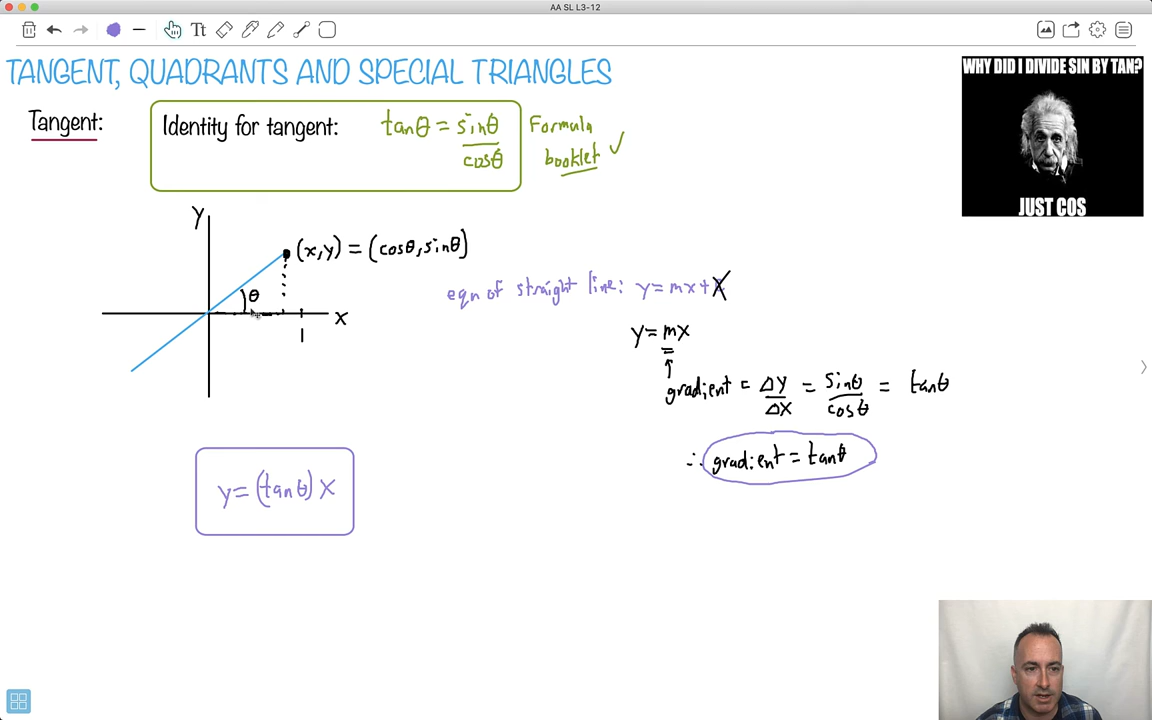 AA SL L3-12
Tt
TANGENT, QUADRANTS AND SPECIAL TRIANGLES
WHY DID I DIVIDE SIN BY TAN?
JUST COS
Tangent:
Identity for tangent: tanθ = sinθ
cosθ
Formula
booklet ✓
y
(x,y) = (cosθ, sinθ)
θ
x
1
eqn of straight line: y = mx +
y = mx
gradient = Δy = sinθ = tanθ
Δx cosθ
∴ gradient = tanθ
y = (tanθ) x